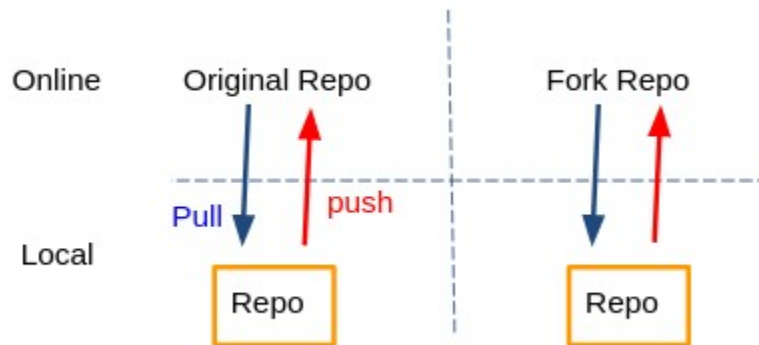 Online
Original Repo
Fork Repo
Pull
push
Local
Repo
Repo